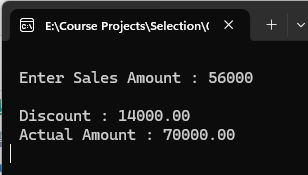 E:\Course Projects\Selection\
Enter Sales Amount : 56000
Discount : 14000.00
Actual Amount : 70000.00